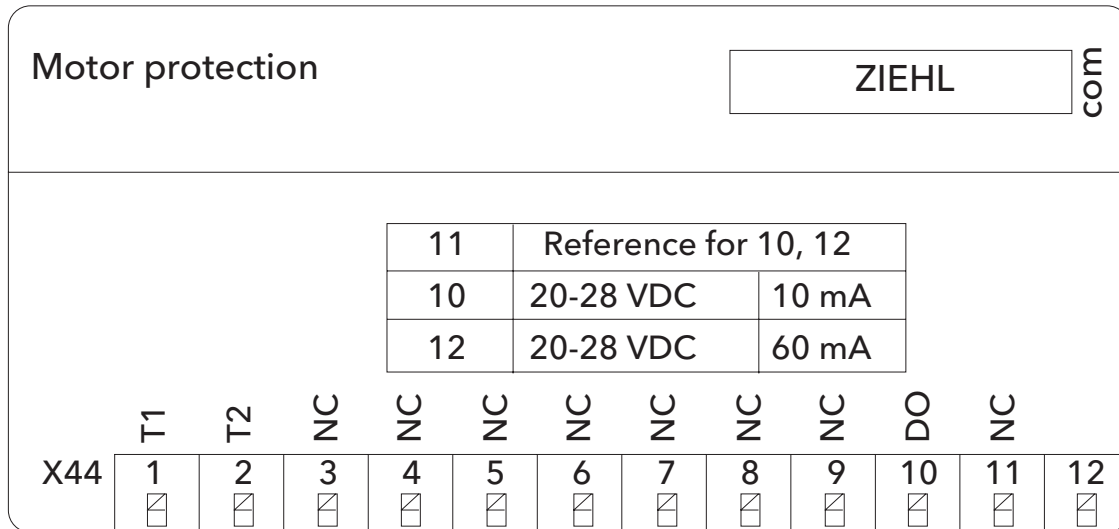 Motor protection
ZIEHL
com
11 Reference for 10, 12
10 20-28 VDC 10 mA
12 20-28 VDC 60 mA
T1 T2 NC NC NC NC NC NC NC DO NC
X44 1 2 3 4 5 6 7 8 9 10 11 12